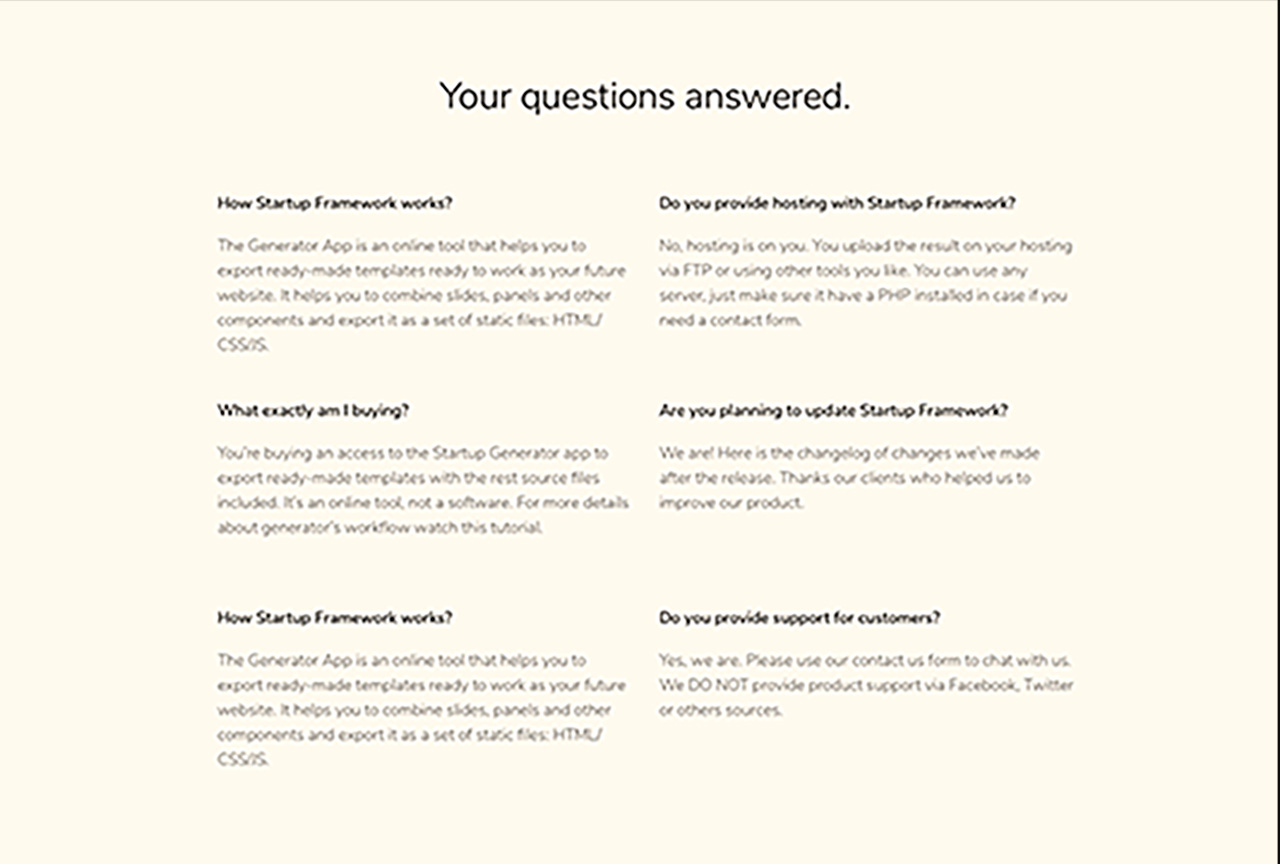 Your questions answered.
How Startup Framework works?
The Generator App is an online tool that helps you to
export ready-made templates ready to work as your future
website. It helps you to combine slides, panels and other
components and export it as a set of static files: HTML/
CSS/JS.
Do you provide hosting with Startup Framework?
No, hosting is on you. You upload the result on your hosting
via FTP or using other tools you like. You can use any
server, just make sure it have a PHP installed in case if you
need a contact form.
What exactly am I buying?
You're buying an access to the Startup Generator app to
export ready-made templates with the rest source files
included. It's an online tool, not a software. For more details
about generator's workflow watch this tutorial.
Are you planning to update Startup Framework?
We are! Here is the changelog of changes we've made
after the release. Thanks our clients who helped us to
improve our product.
How Startup Framework works?
The Generator App is an online tool that helps you to
export ready-made templates ready to work as your future
website. It helps you to combine slides, panels and other
components and export it as a set of static files: HTML/
CSS/JS.
Do you provide support for customers?
Yes, we are. Please use our contact us form to chat with us.
We DO NOT provide product support via Facebook, Twitter
or others sources.